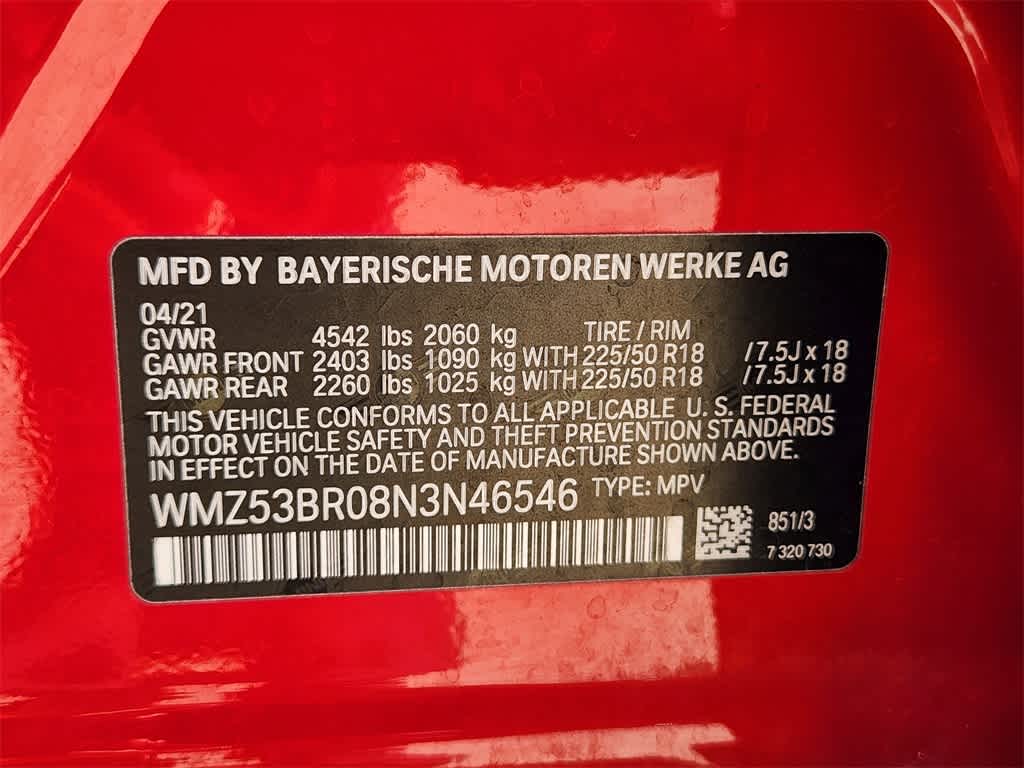 MFD BY BAYERISCHE MOTOREN WERKE AG
04/21
GVWR 4542 lbs 2060 kg TIRE / RIM
GAWR FRONT 2403 lbs 1090 kg WITH 225/50 R18 / 7.5J x 18
GAWR REAR 2260 lbs 1025 kg WITH 225/50 R18 / 7.5J x 18
THIS VEHICLE CONFORMS TO ALL APPLICABLE U. S. FEDERAL
MOTOR VEHICLE SAFETY AND THEFT PREVENTION STANDARDS
IN EFFECT ON THE DATE OF MANUFACTURE SHOWN ABOVE.
WMZ53BR08N3N46546 TYPE: MPV
851/3
7 320 730